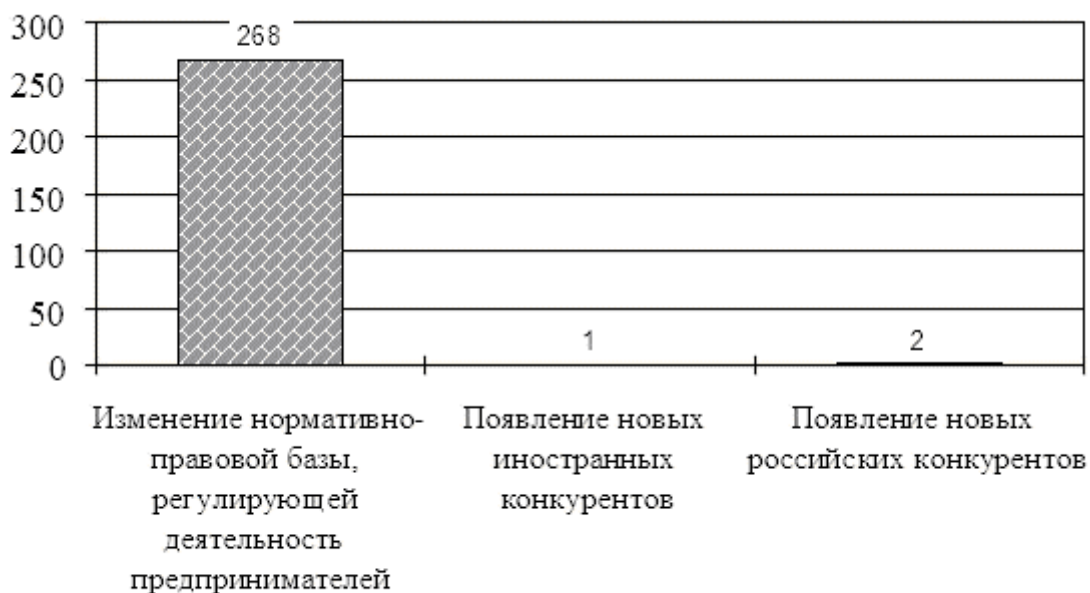 300
268
250
200
150
100
50
1
2
0
Изменение нормативно-
правовой базы,
регулирующей
деятельность
предпринимателей
Появление новых
иностранных
конкурентов
Появление новых
российских конкурентов